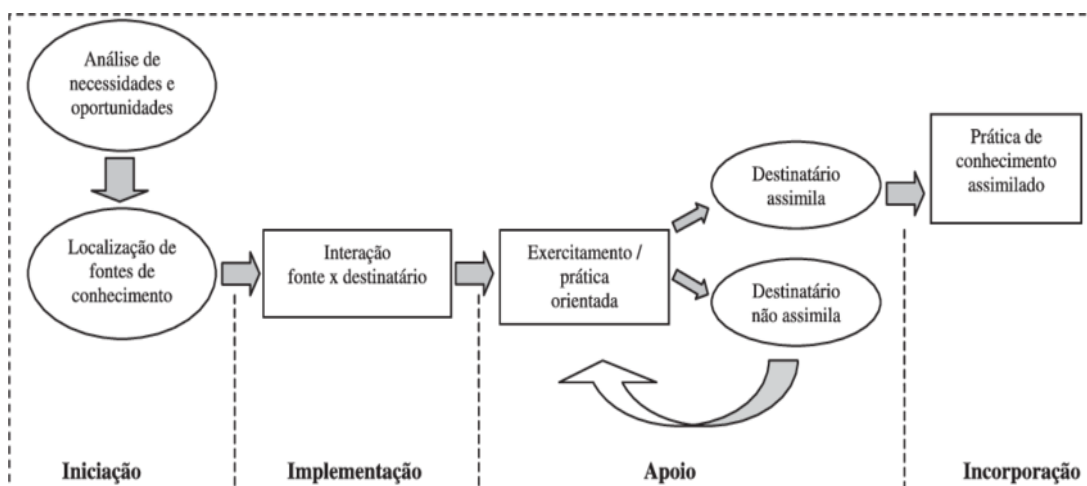 Análise de
necessidades e
oportunidades
Localização de
fontes de
conhecimento
Interação
fonte x destinatário
Exercitamento /
prática
orientada
Destinatário
assimila
Destinatário
não assimila
Prática de
conhecimento
assimilado
Iniciação
Implementação
Apoio
Incorporação